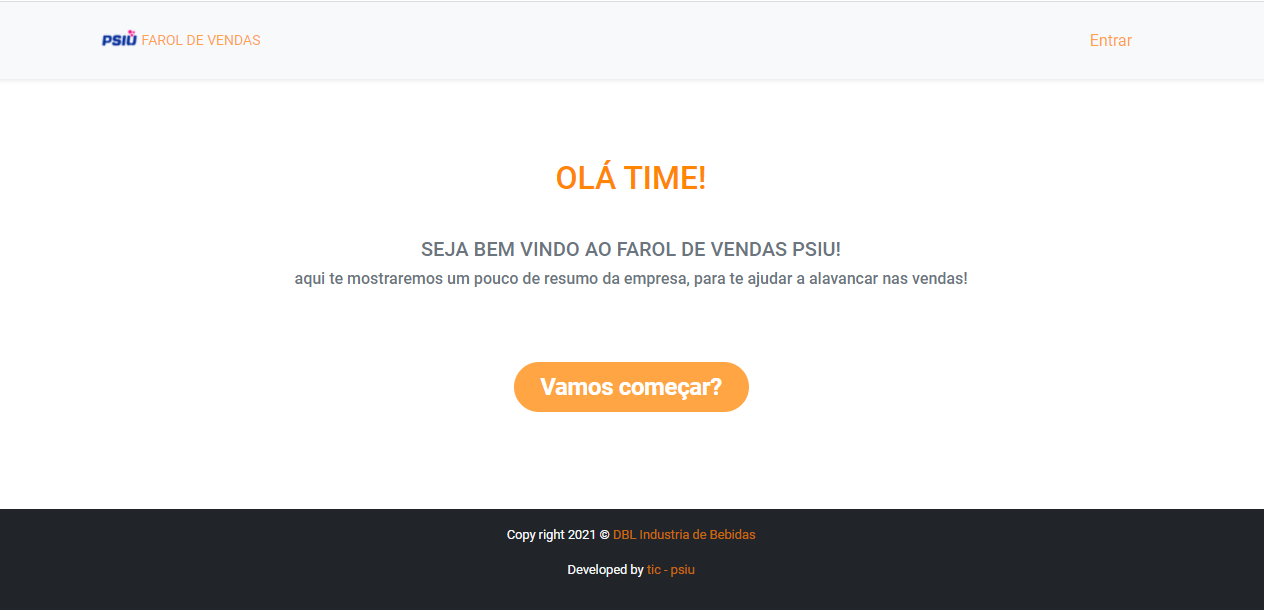 PSIÚ FAROL DE VENDAS
Entrar
OLÁ TIME!
SEJA BEM VINDO AO FAROL DE VENDAS PSIU!
aqui te mostraremos um pouco de resumo da empresa, para te ajudar a alavancar nas vendas!
Vamos começar?
Copy right 2021 © DBL Industria de Bebidas
Developed by tic - psiu